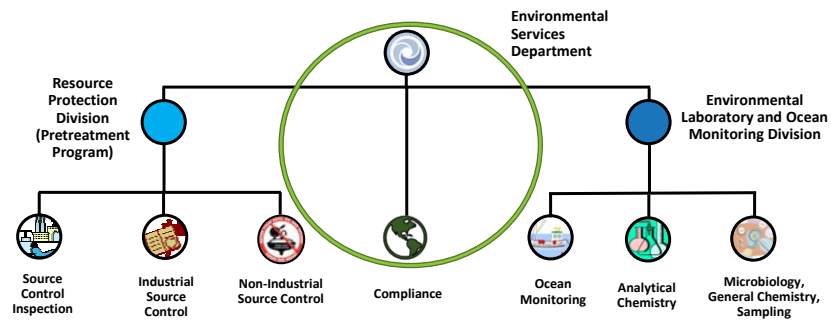 Environmental
Services
Department
Resource
Protection
Division
(Pretreatment
Program)
Environmental
Laboratory and Ocean
Monitoring Division
Source
Control
Inspection
Industrial
Source
Control
Non-Industrial
Source Control
Compliance
Ocean
Monitoring
Analytical
Chemistry
Microbiology,
General Chemistry,
Sampling